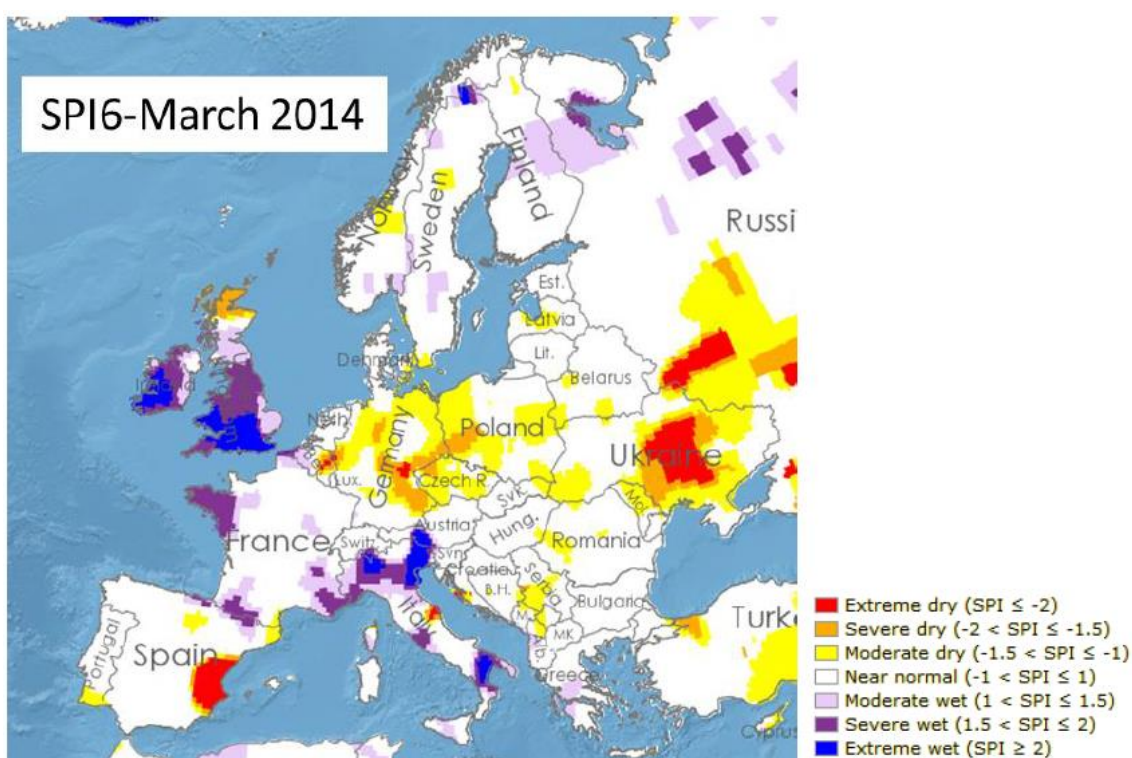 SPI6-March 2014
Norway
Sweden
Finland
Russi
Est.
Latvia
Lit.
Denmark
Belarus
Ireland
Neth.
Germany
Poland
Ukraine
Lux.
Czech R.
Svk.
Mol.
France
Switz.
Austria
Hung.
Romania
Svn.
Croatia
B.H.
Serbia
Italy
M.
Bulgaria
MK
Portugal
Spain
Greece
Turk
Cyprus
Extreme dry (SPI ≤ -2)
Severe dry (-2 < SPI ≤ -1.5)
Moderate dry (-1.5 < SPI ≤ -1)
Near normal (-1 < SPI ≤ 1)
Moderate wet (1 < SPI ≤ 1.5)
Severe wet (1.5 < SPI ≤ 2)
Extreme wet (SPI ≥ 2)